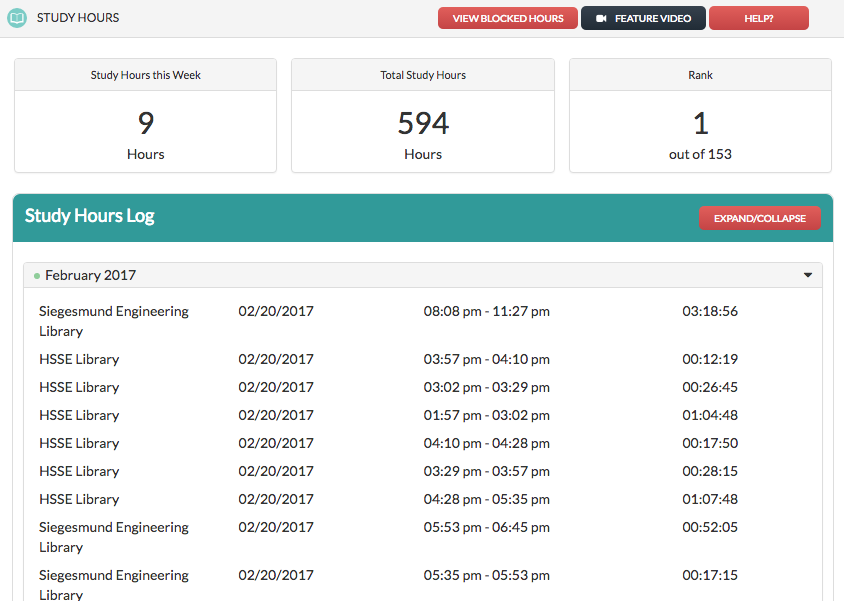 STUDY HOURS VIEW BLOCKED HOURS FEATURE VIDEO HELP?
Study Hours this Week
9
Hours
Total Study Hours
594
Hours
Rank
1
out of 153
Study Hours Log EXPAND/COLLAPSE
February 2017
Siegesmund Engineering 02/20/2017 08:08 pm - 11:27 pm 03:18:56
Library
HSSE Library 02/20/2017 03:57 pm - 04:10 pm 00:12:19
HSSE Library 02/20/2017 03:02 pm - 03:29 pm 00:26:45
HSSE Library 02/20/2017 01:57 pm - 03:02 pm 01:04:48
HSSE Library 02/20/2017 04:10 pm - 04:28 pm 00:17:50
HSSE Library 02/20/2017 03:29 pm - 03:57 pm 00:28:15
HSSE Library 02/20/2017 04:28 pm - 05:35 pm 01:07:48
Siegesmund Engineering 02/20/2017 05:53 pm - 06:45 pm 00:52:05
Library
Siegesmund Engineering 02/20/2017 05:35 pm - 05:53 pm 00:17:15
Library